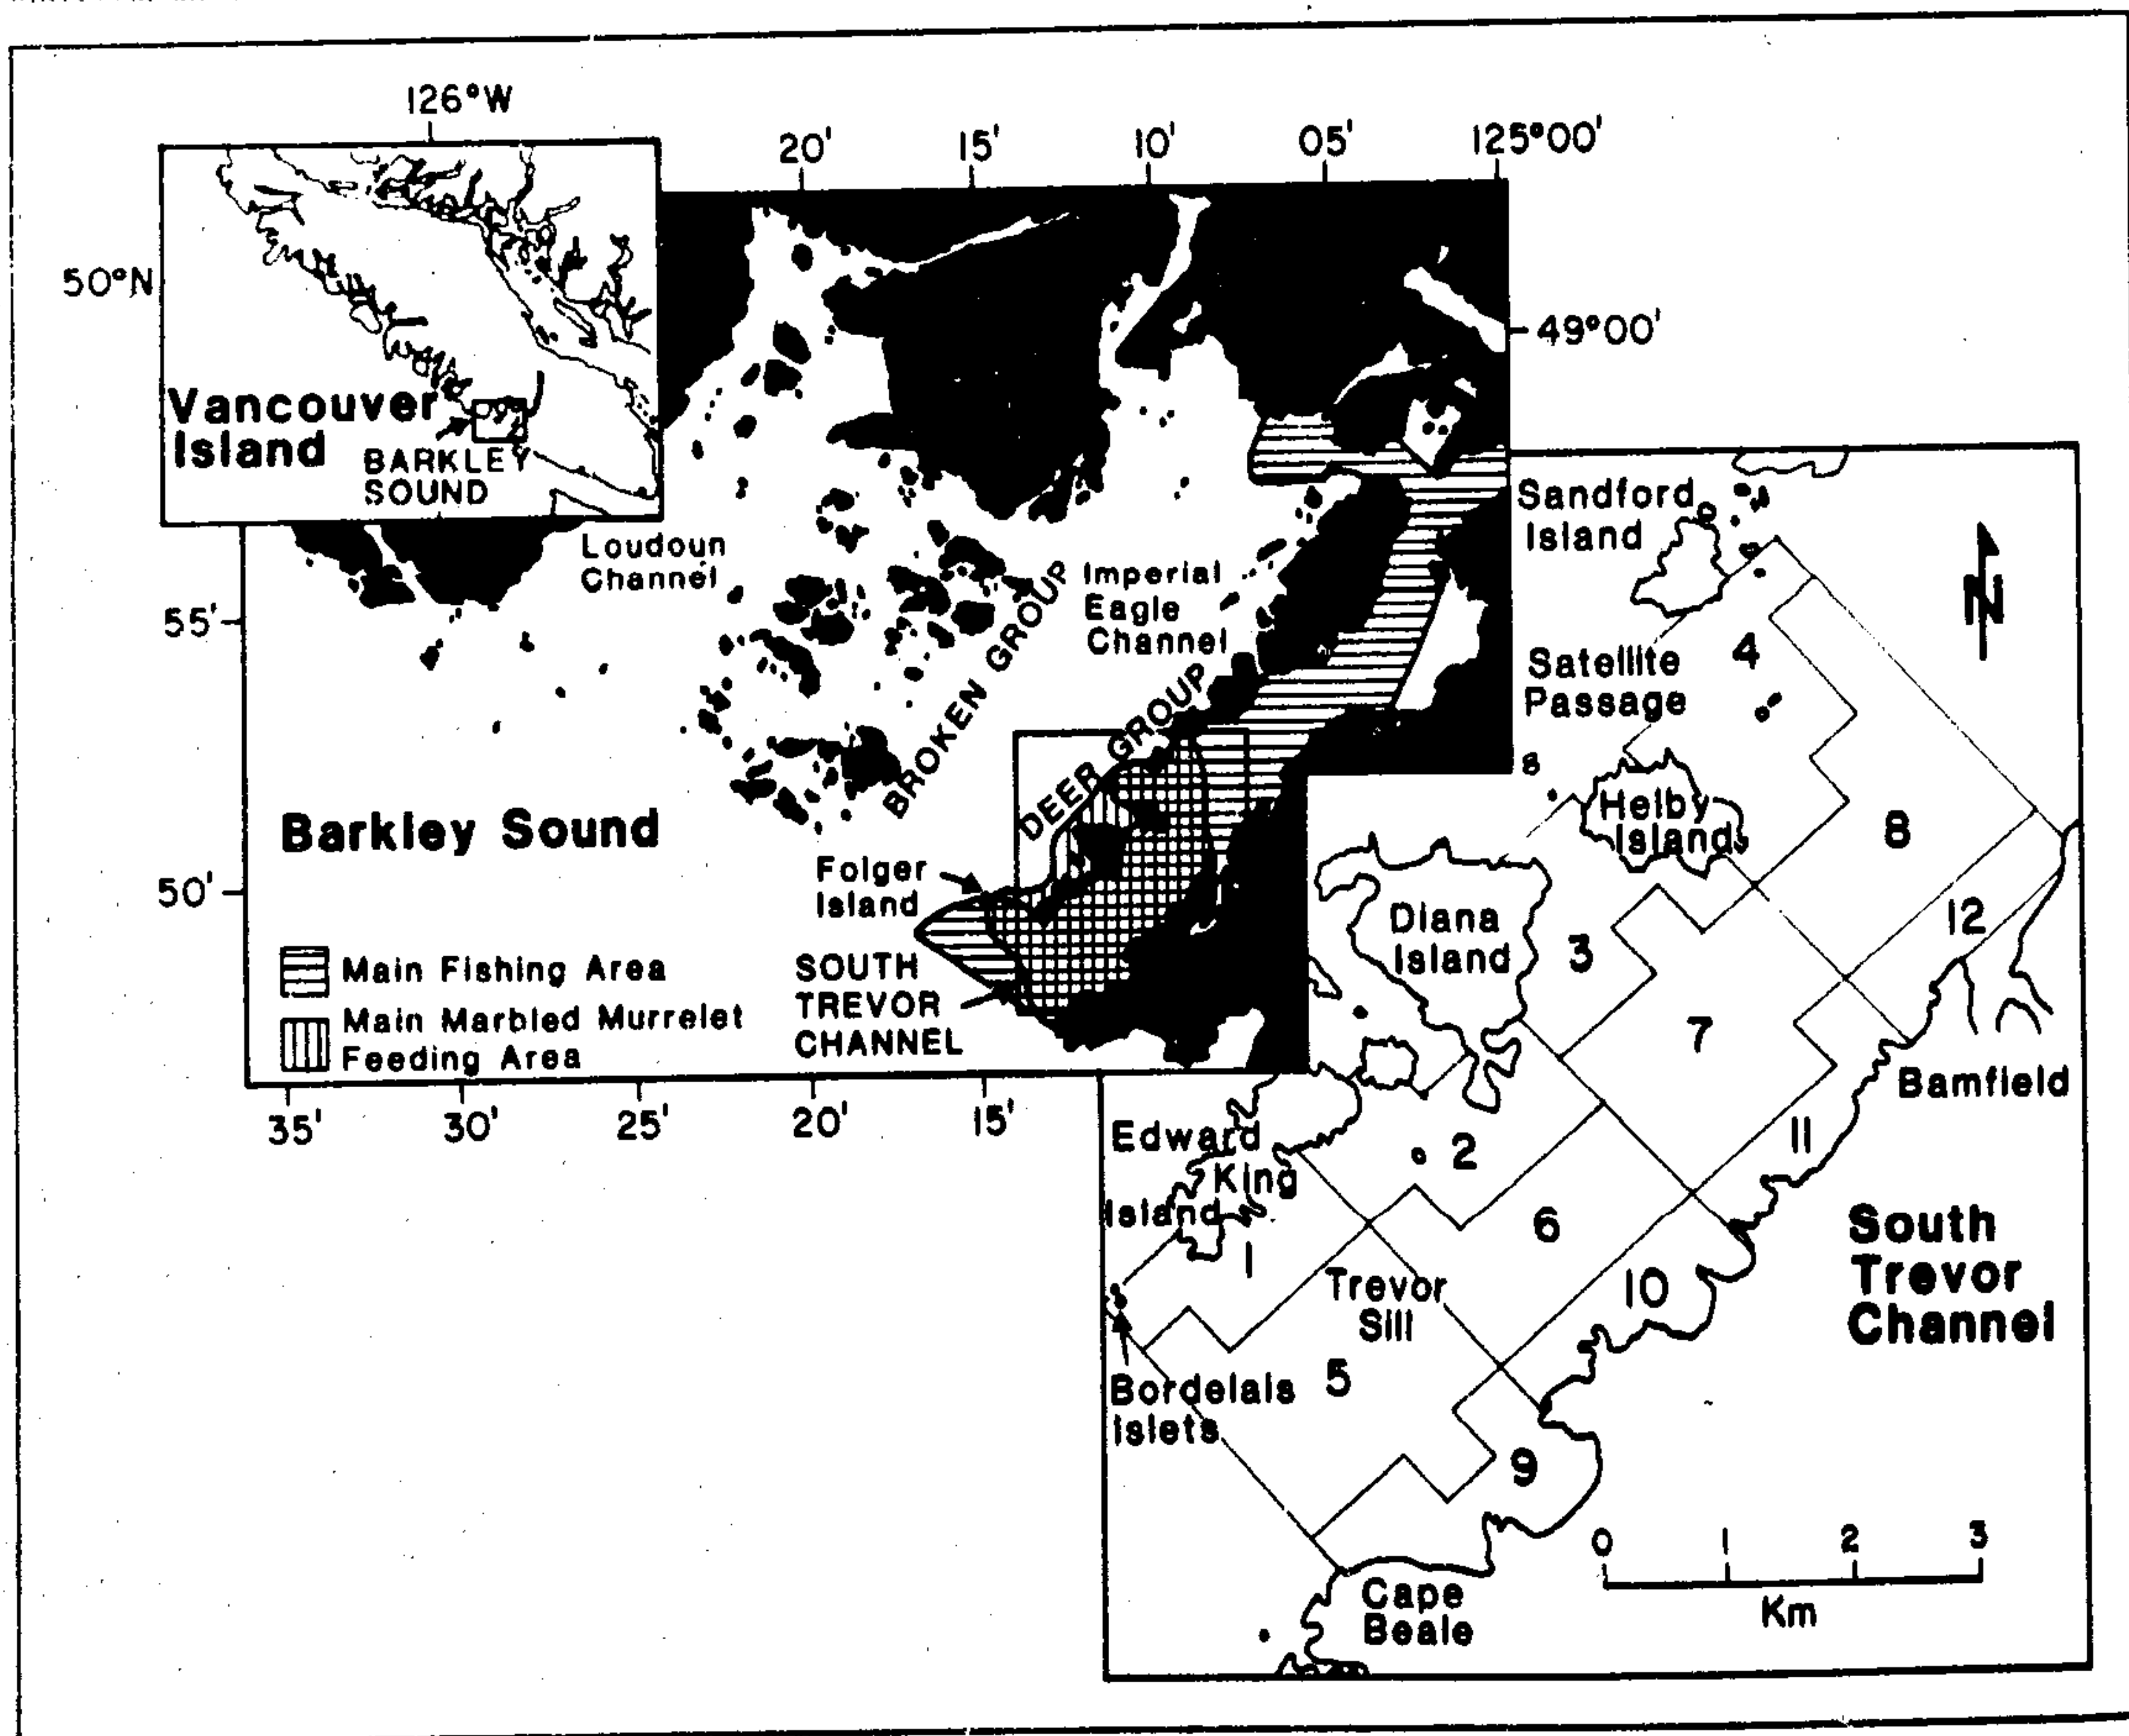 126°W
20'
15'
10'
05'
125°00'
50°N
49°00'
Vancouver
Island
BARKLEY
SOUND
Loudoun
Channel
Imperial
Eagle
Channel
BROKEN GROUP
DEER GROUP
55'
50'
Barkley Sound
Folger
Island
Main Fishing Area
Main Marbled Murrelet
Feeding Area
SOUTH
TREVOR
CHANNEL
35'
30'
25'
20'
15'
Sandford
Island
N
Satellite
Passage
4
8
Helby
Island
8
Diana
Island
3
12
7
Bamfield
11
Edward
King
Island
2
1
6
10
South
Trevor
Channel
Trevor
Sill
5
Bordelais
Islets
9
0 1 2 3
Km
Cape
Beale